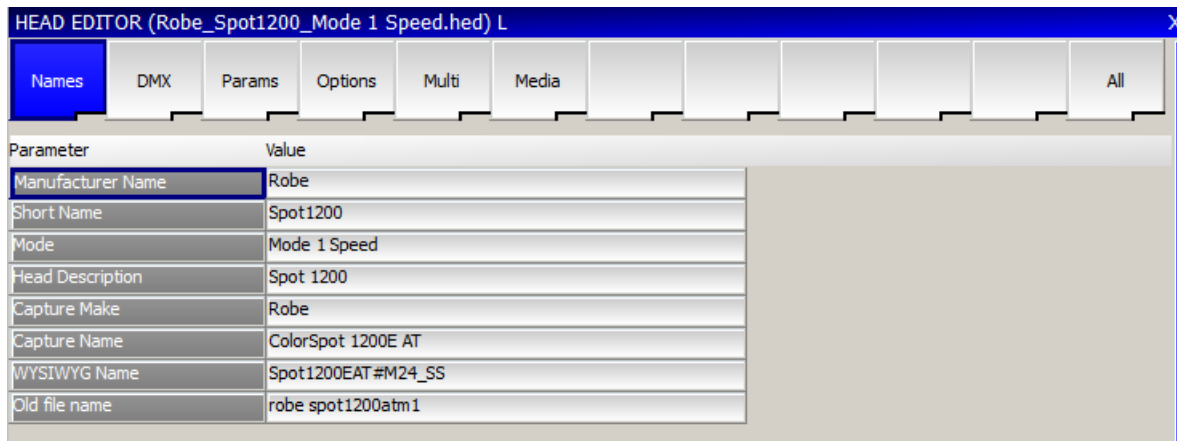 HEAD EDITOR (Robe_Spot1200_Mode 1 Speed.hed) L X
Names DMX Params Options Multi Media All
Parameter Value
Manufacturer Name Robe
Short Name Spot1200
Mode Mode 1 Speed
Head Description Spot 1200
Capture Make Robe
Capture Name ColorSpot 1200E AT
WYSIWYG Name Spot1200EAT#M24_SS
Old file name robe spot1200atm1